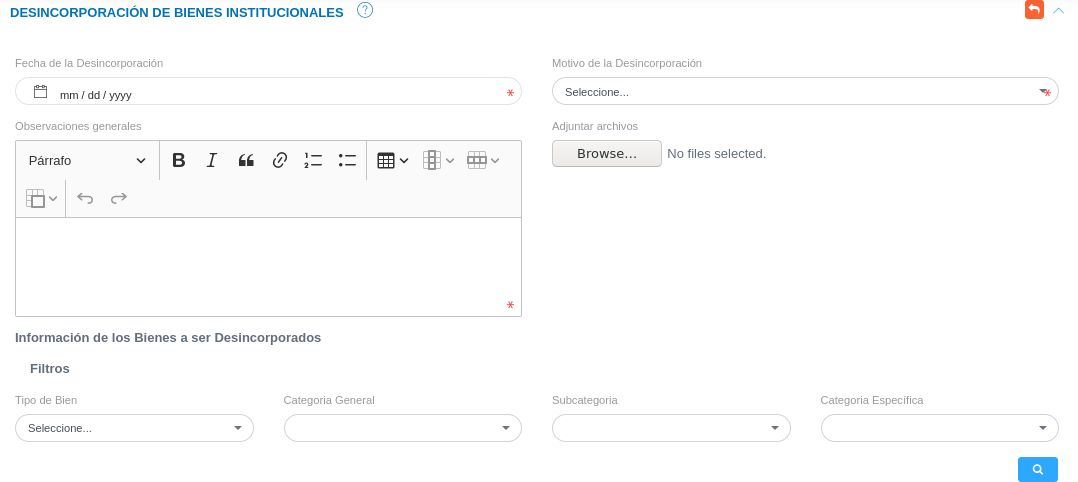 DESINCORPORACIÓN DE BIENES INSTITUCIONALES ?
Fecha de la Desincorporación
mm / dd / yyyy *
Motivo de la Desincorporación
Seleccione... *
Observaciones generales
Párrafo B I
*
Adjuntar archivos
Browse... No files selected.
Información de los Bienes a ser Desincorporados
Filtros
Tipo de Bien Categoria General Subcategoria Categoria Específica
Seleccione...